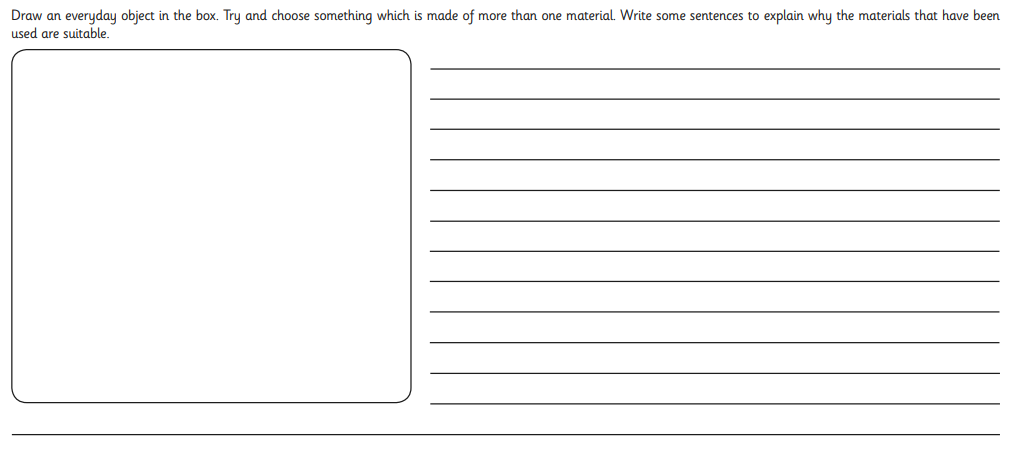 Draw an everyday object in the box. Try and choose something which is made of more than one material. Write some sentences to explain why the materials that have been
used are suitable.